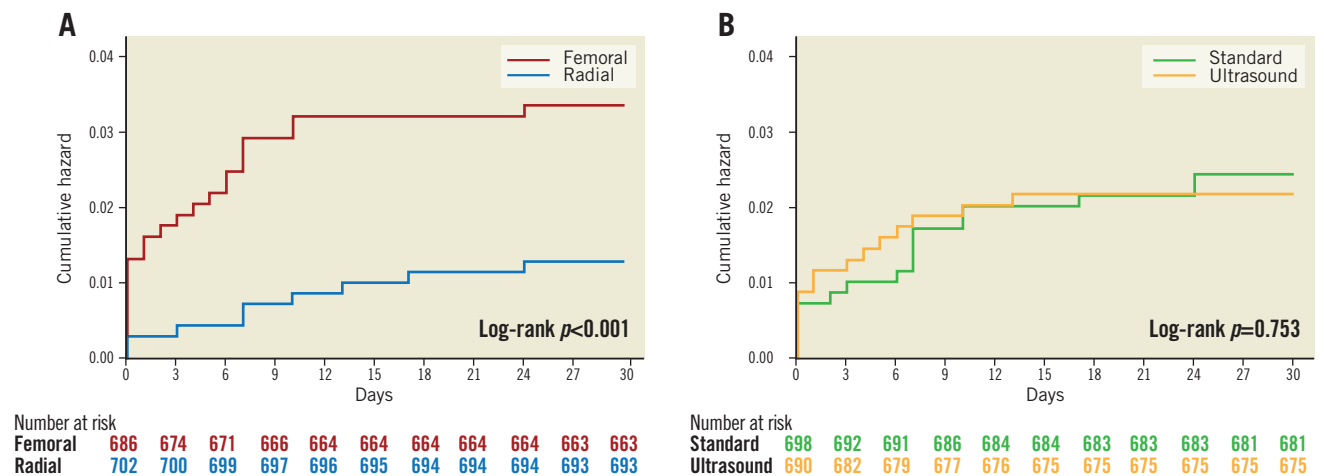 A
0.04
0.03
0.02
0.01
0.00
Cumulative hazard
Femoral
Radial
Log-rank p<0.001
0 3 6 9 12 15 18 21 24 27 30
Days
Number at risk
Femoral 686 674 671 666 664 664 664 664 664 663 663
Radial 702 700 699 697 696 695 694 694 694 693 693
B
0.04
0.03
0.02
0.01
0.00
Cumulative hazard
Standard
Ultrasound
Log-rank p=0.753
0 3 6 9 12 15 18 21 24 27 30
Days
Number at risk
Standard 698 692 691 686 684 684 683 683 683 681 681
Ultrasound 690 682 679 677 676 675 675 675 675 675 675